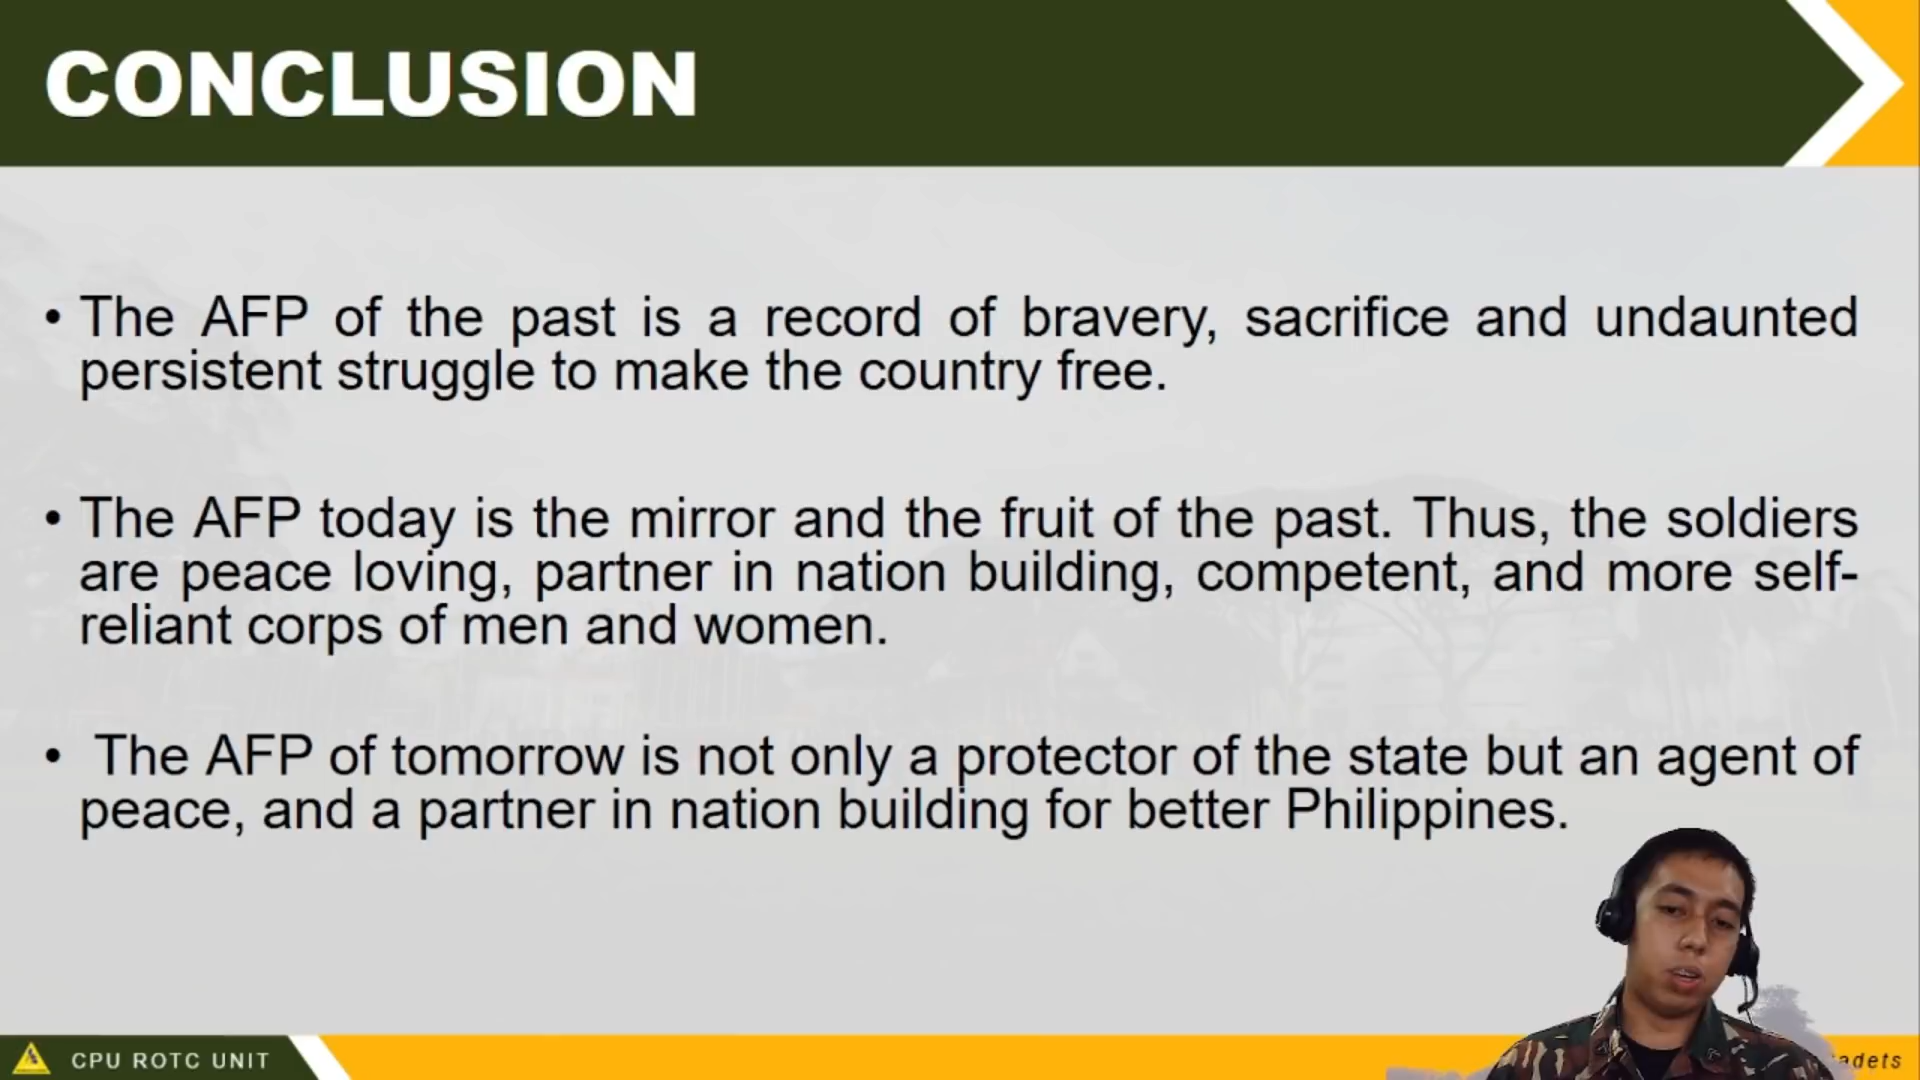 CONCLUSION
• The AFP of the past is a record of bravery, sacrifice and undaunted
persistent struggle to make the country free.
• The AFP today is the mirror and the fruit of the past. Thus, the soldiers
are peace loving, partner in nation building, competent, and more self-
reliant corps of men and women.
• The AFP of tomorrow is not only a protector of the state but an agent of
peace, and a partner in nation building for better Philippines.
CPU ROTC UNIT